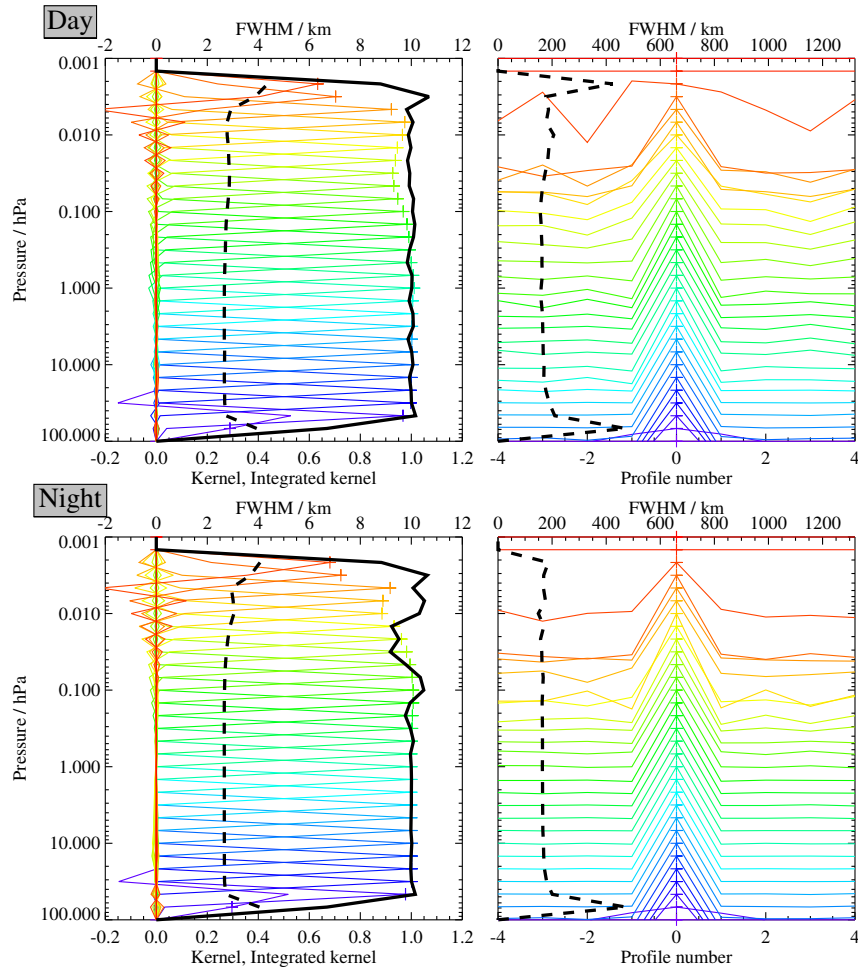 Day
FWHM / km
FWHM / km
0 2 4 6 8 10 12
0 200 400 600 800 1000 1200
Pressure / hPa
0.001
0.010
0.100
1.000
10.000
100.000
-0.2 0.0 0.2 0.4 0.6 0.8 1.0 1.2
-4 -2 0 2 4
Kernel, Integrated kernel
Profile number
Night
FWHM / km
FWHM / km
0 2 4 6 8 10 12
0 200 400 600 800 1000 1200
Pressure / hPa
0.001
0.010
0.100
1.000
10.000
100.000
-0.2 0.0 0.2 0.4 0.6 0.8 1.0 1.2
-4 -2 0 2 4
Kernel, Integrated kernel
Profile number